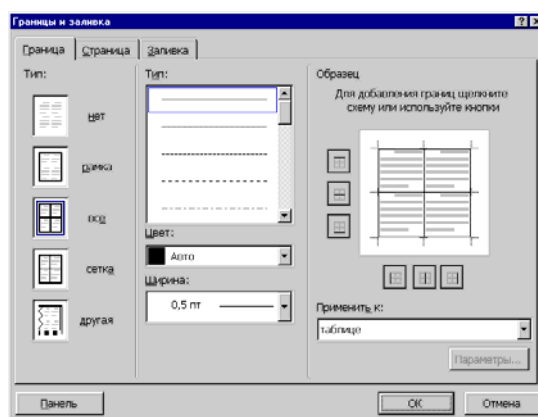 Границы и заливка
Граница
Страница
Заливка
Тип:
нет
рамка
все
сетка
другая
Тип:
Цвет:
Авто
Ширина:
0,5 пт
Образец
Для добавления границ щелкните
схему или используйте кнопки
Применить к:
таблице
Параметры...
Панель
ОК
Отмена